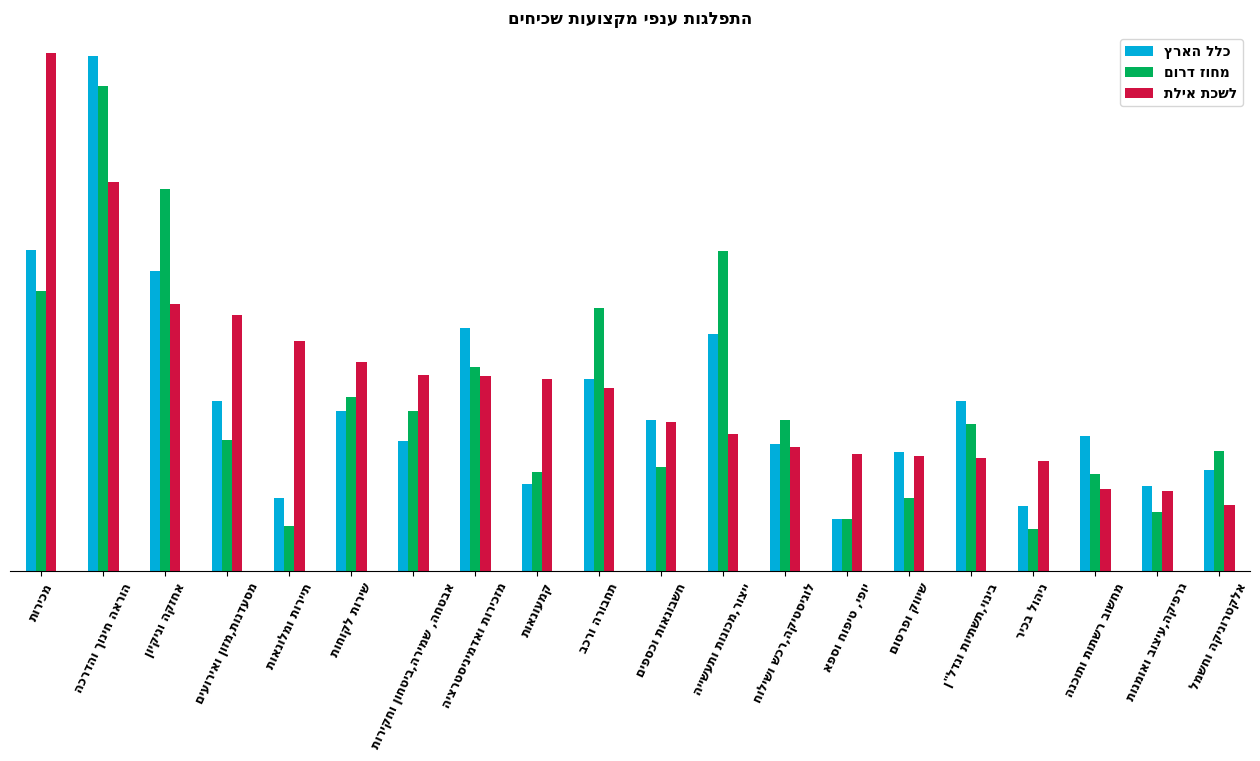 התפלגות ענפי מקצועות שכיחים
כלל הארץ
מחוז דרום
לשכת אילת
מכירות
הוראה חינוך והדרכה
אחזקה וניקיון
מסעדנות,מזון ואירועים
תיירות ומלונאות
שירות לקוחות
אבטחה, שמירה,ביטחון וחקירות
מזכירות ואדמיניסטרציה
קמעונאות
תחבורה ורכב
חשבונאות וכספים
ייצור,מכונות ותעשייה
לוגיסטיקה,רכש ושילוח
יופי, טיפוח וספא
שיווק ופרסום
בינוי,תשתיות ונדל"ן
ניהול בכיר
מחשוב רשתות ותוכנה
גרפיקה,עיצוב ואומנות
אלקטרוניקה וחשמל